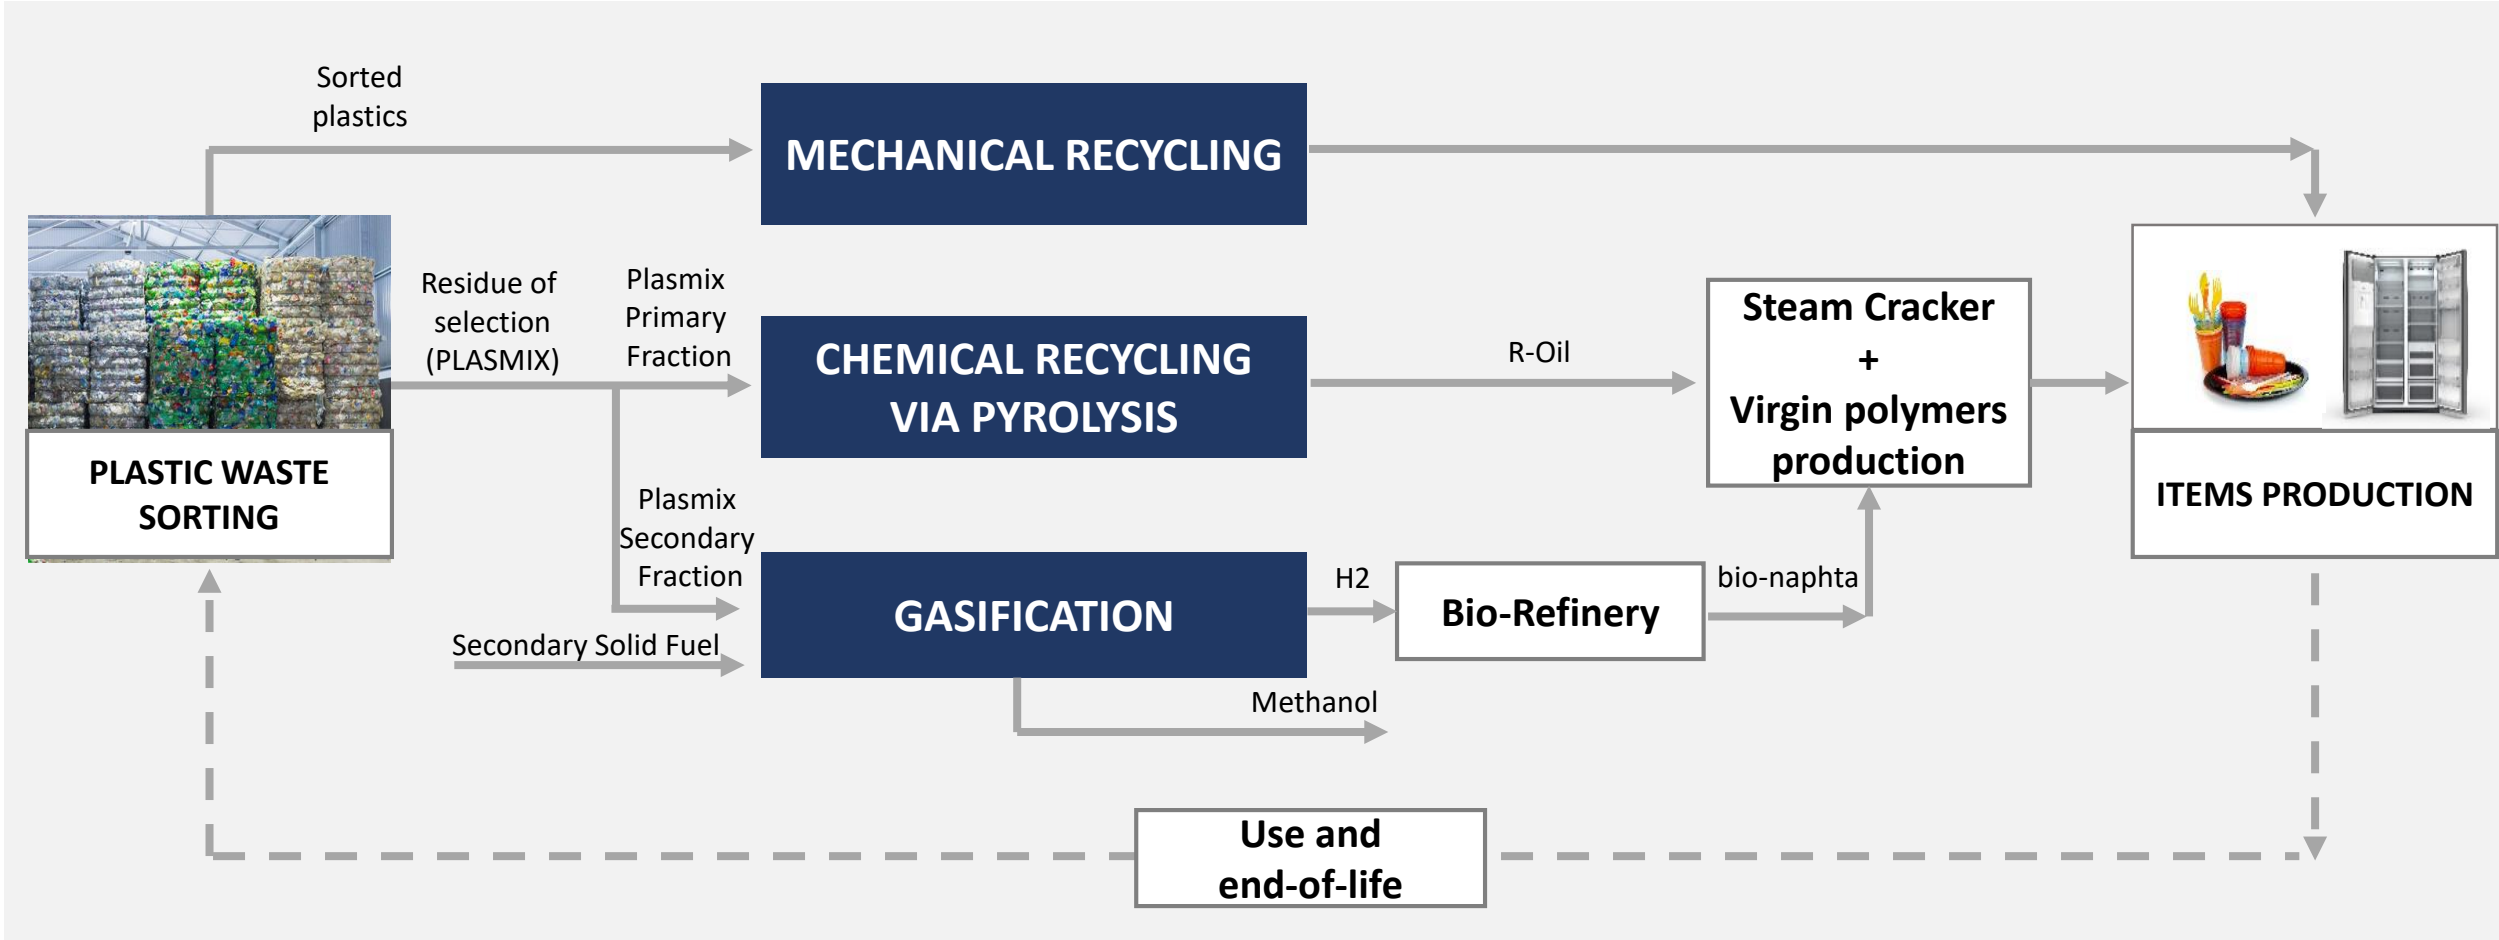 Sorted
plastics
MECHANICAL RECYCLING
Residue of
selection
(PLASMIX)
Plasmix
Primary
Fraction
CHEMICAL RECYCLING
VIA PYROLYSIS
R-Oil
Steam Cracker
+
Virgin polymers
production
PLASTIC WASTE
SORTING
ITEMS PRODUCTION
Plasmix
Secondary
Fraction
Secondary Solid Fuel
GASIFICATION
H2
Bio-Refinery
bio-naphta
Methanol
Use and
end-of-life